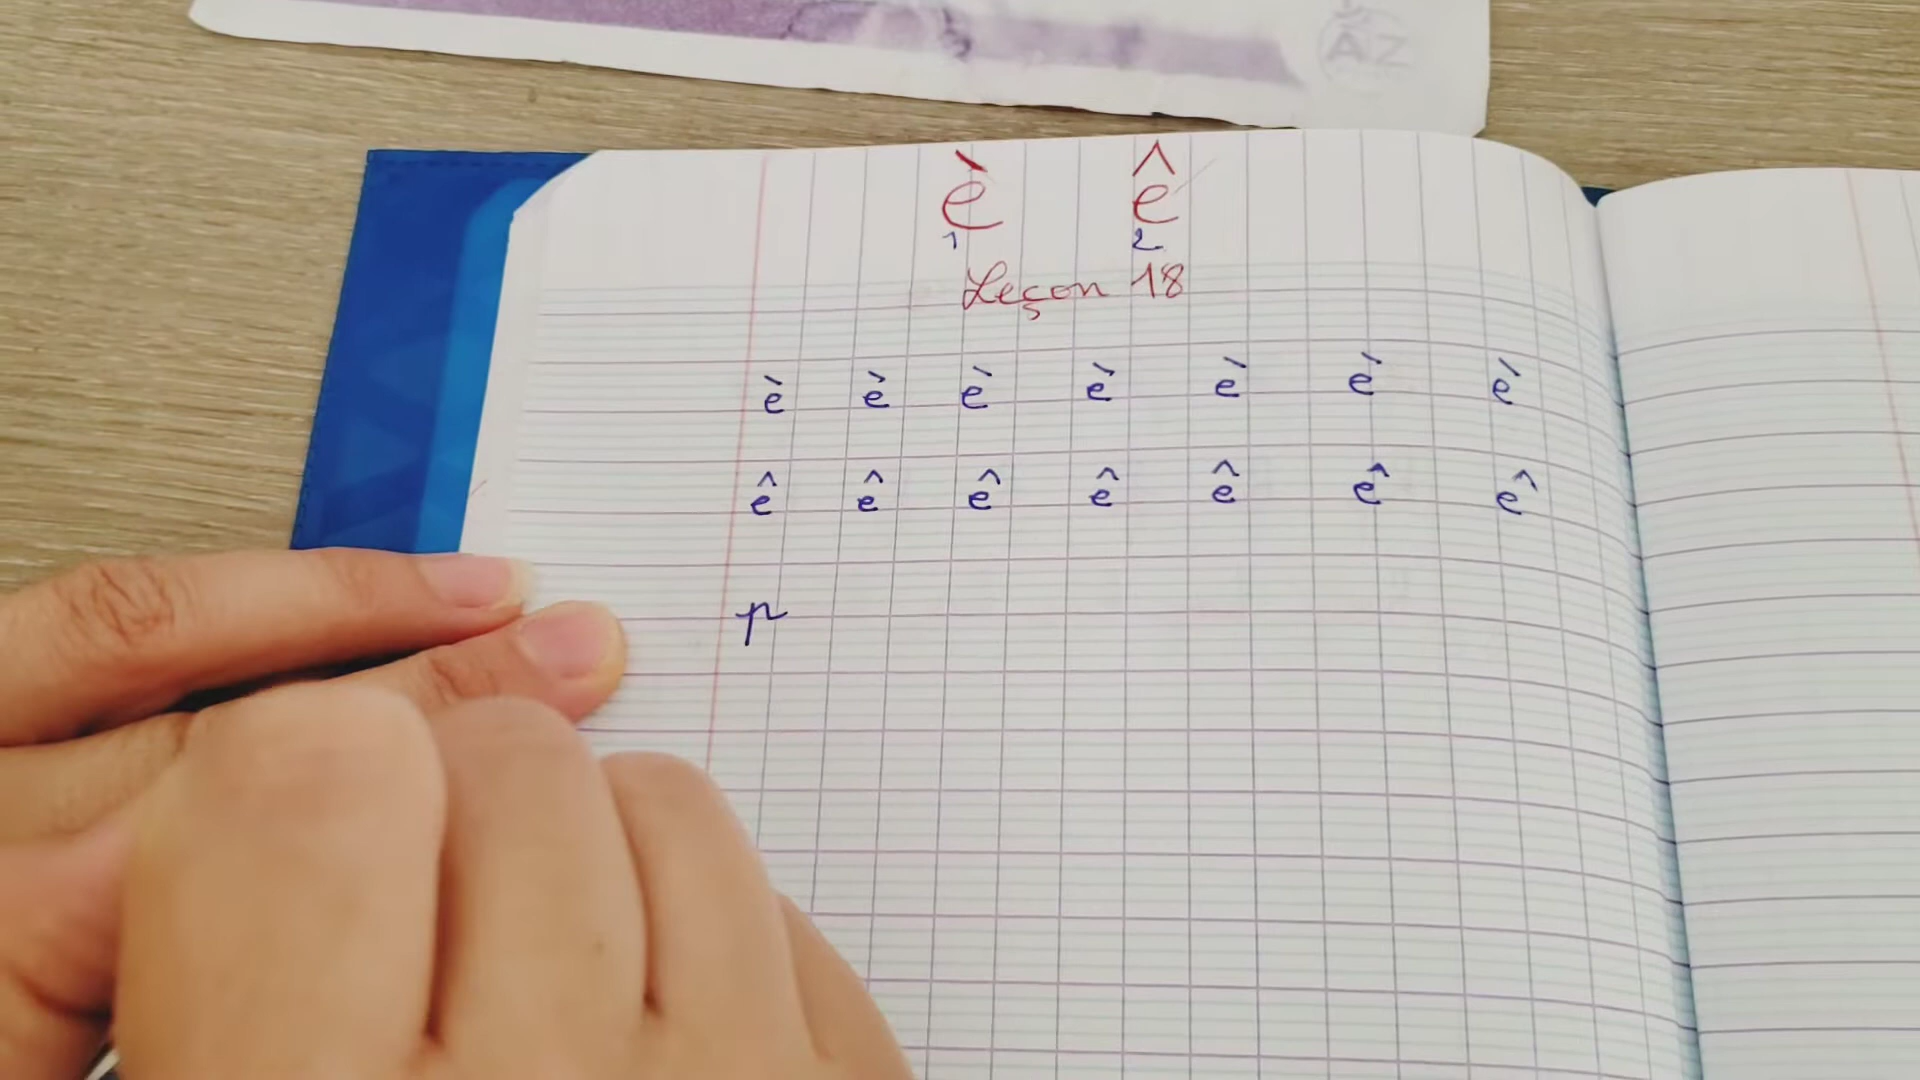 è ê
1 2
Leçon 18
è è è è è è è
ê ê ê ê ê ê ê
p